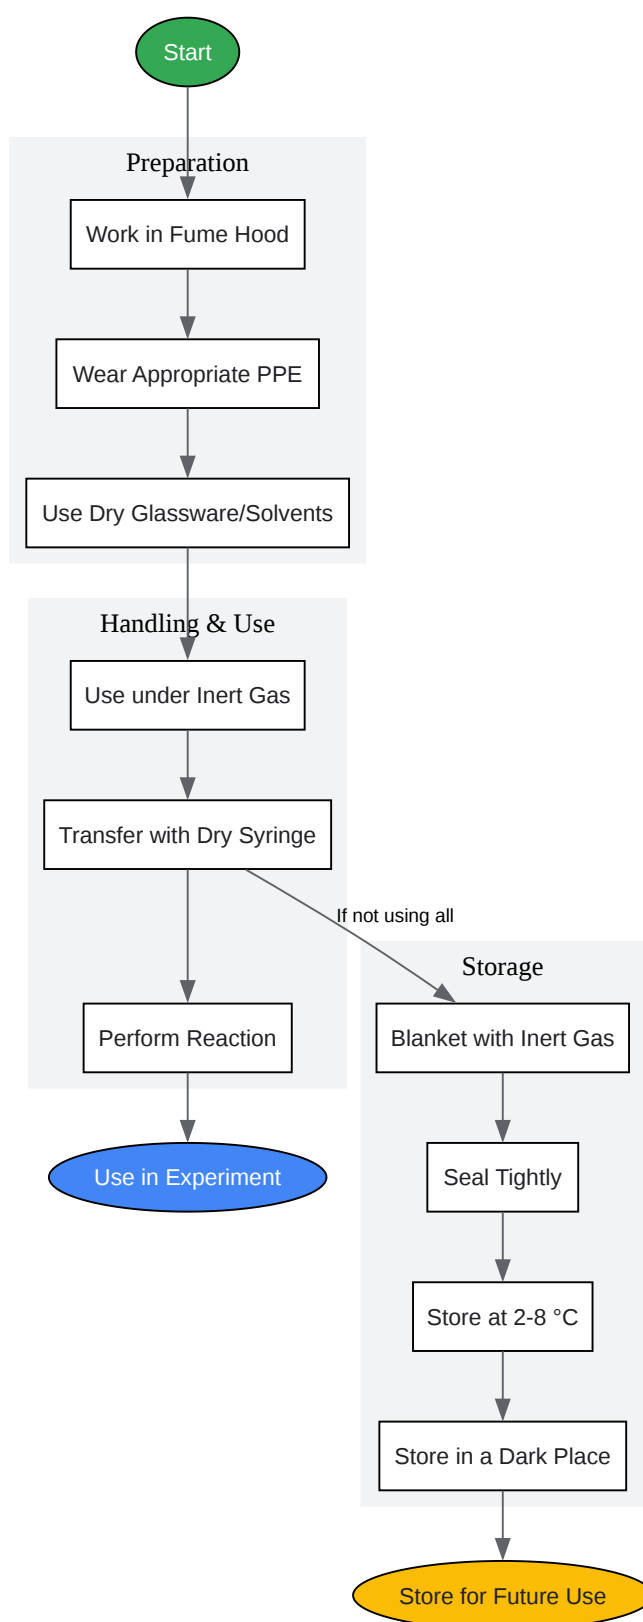 Start
Preparation
Work in Fume Hood
Wear Appropriate PPE
Use Dry Glassware/Solvents
Handling & Use
Use under Inert Gas
Transfer with Dry Syringe
If not using all
Storage
Perform Reaction
Blanket with Inert Gas
Use in Experiment
Seal Tightly
Store at 2-8 °C
Store in a Dark Place
Store for Future Use